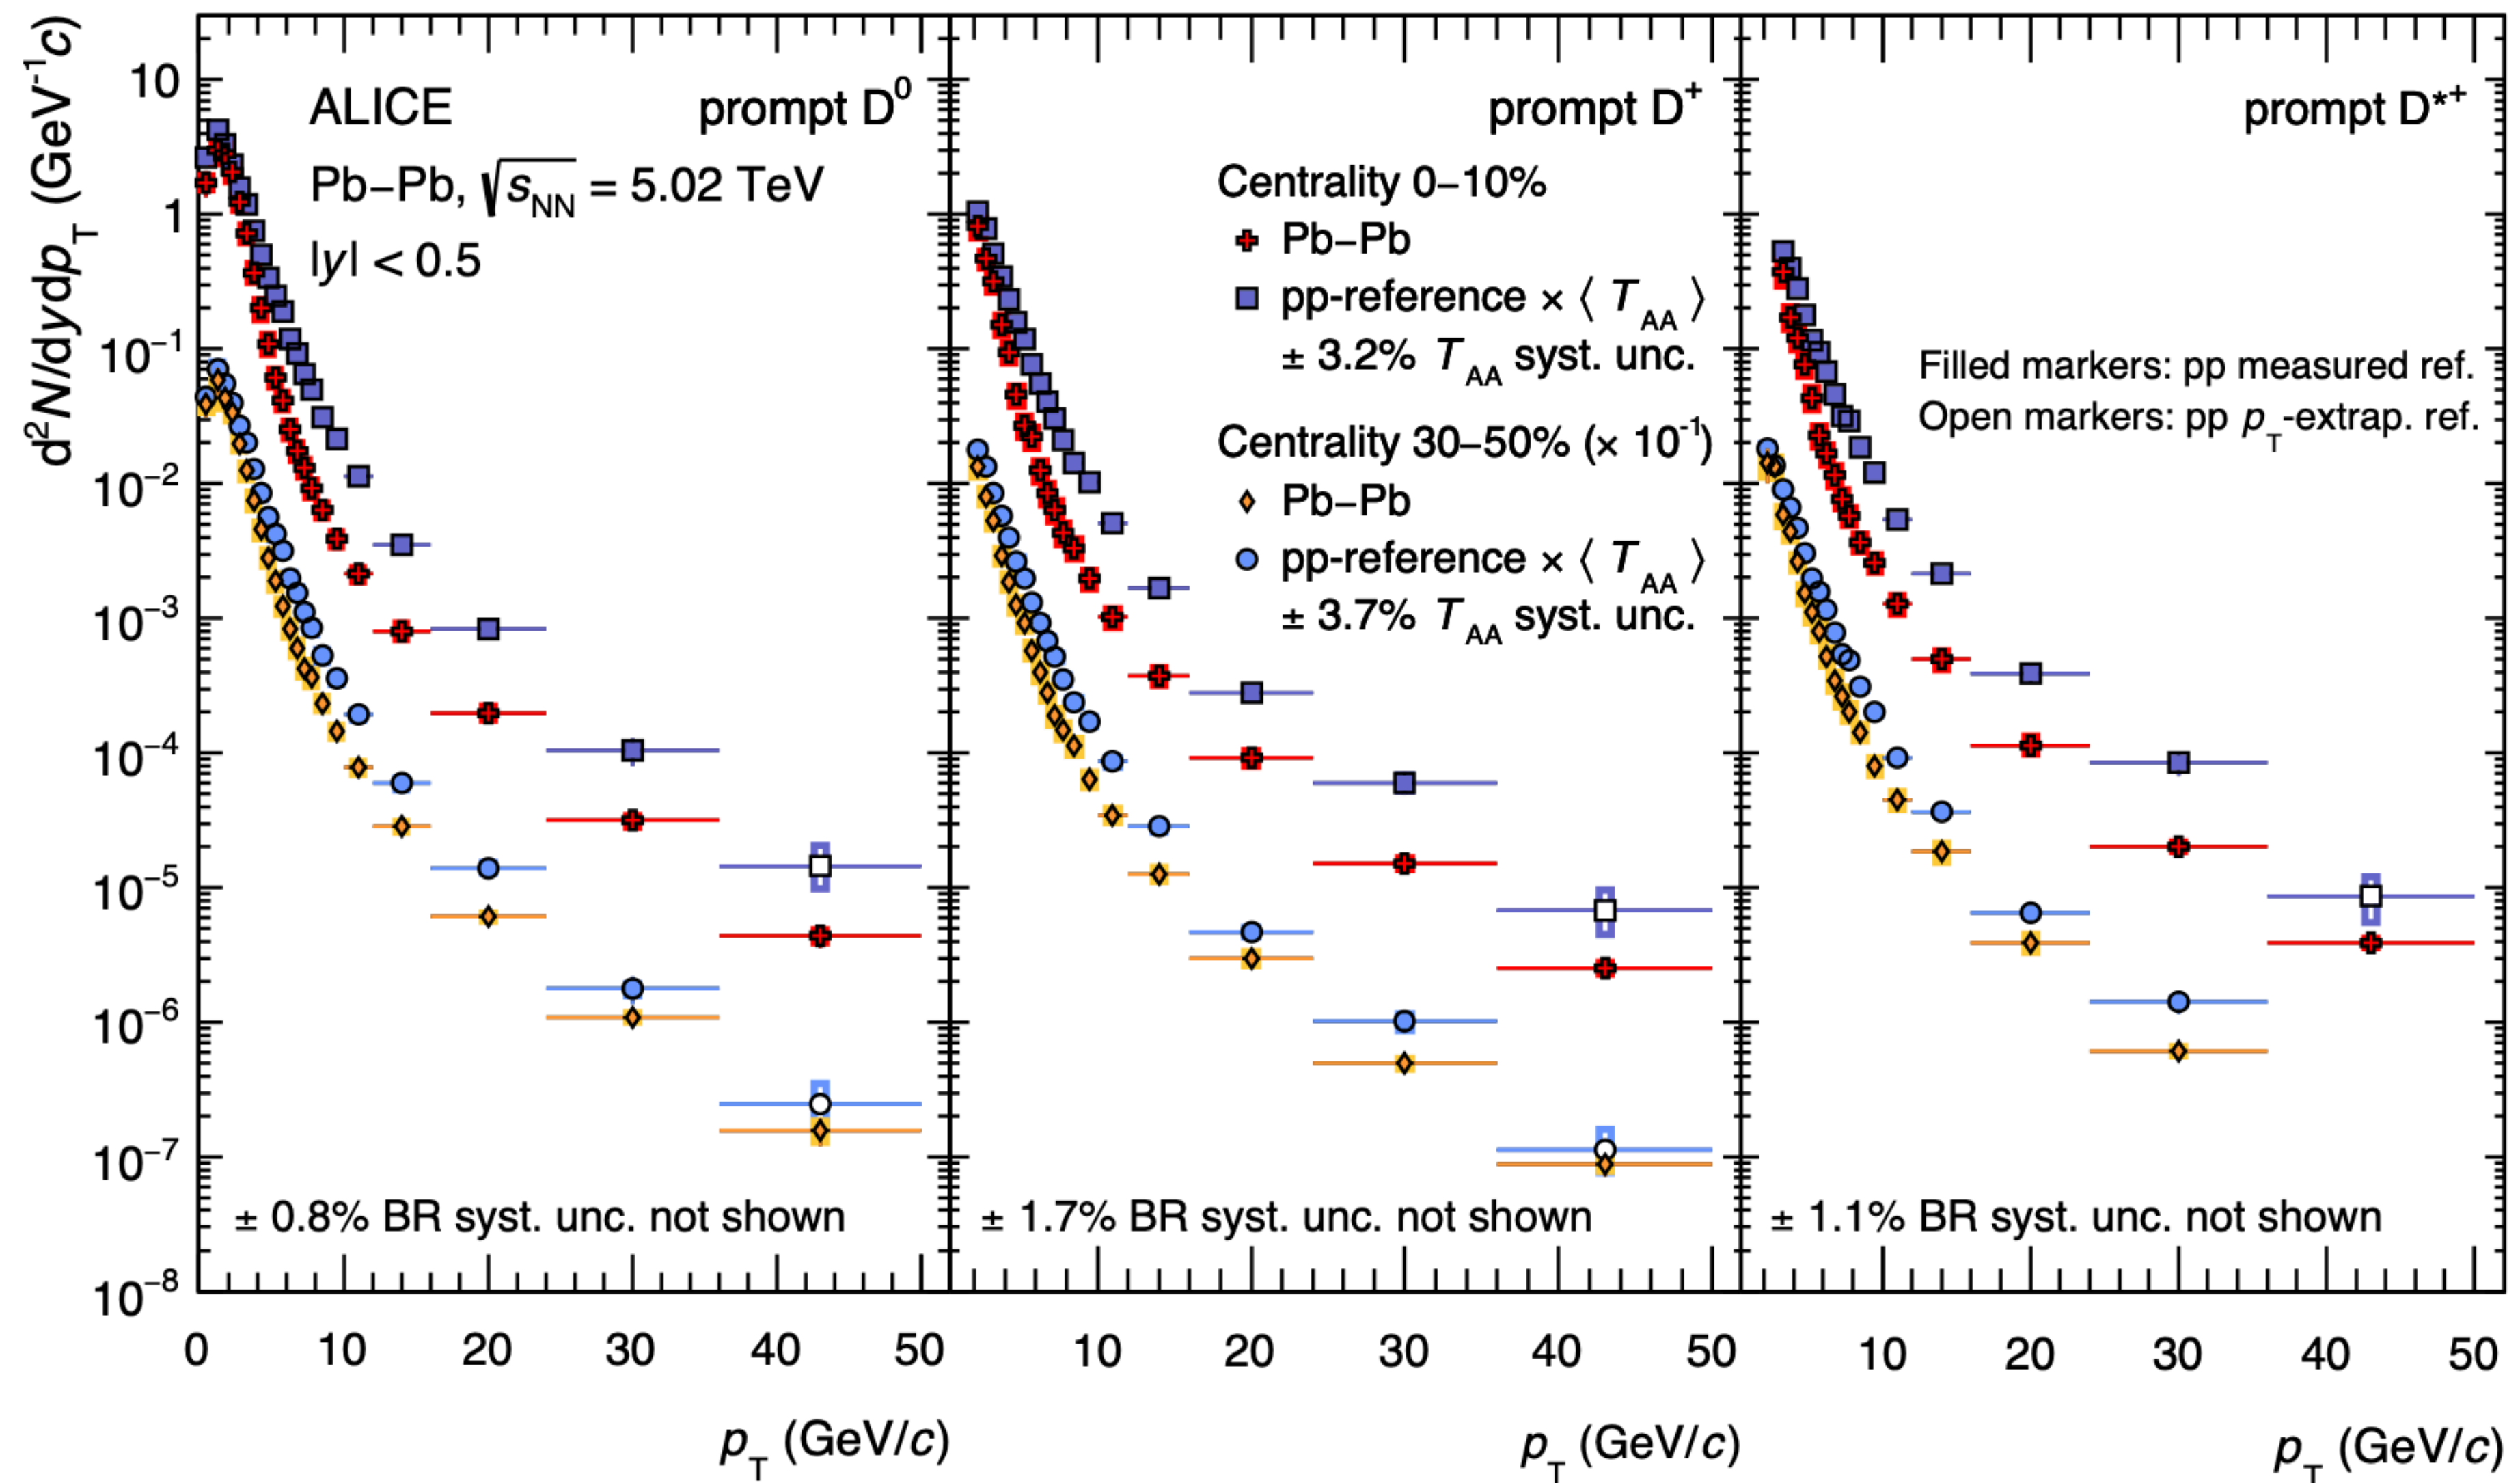 d²N/dydp_T (GeV⁻¹c)
10
1
10⁻¹
10⁻²
10⁻³
10⁻⁴
10⁻⁵
10⁻⁶
10⁻⁷
10⁻⁸
ALICE
prompt D⁰
Pb–Pb, √s_NN = 5.02 TeV
|y| < 0.5
± 0.8% BR syst. unc. not shown
0 10 20 30 40 50
p_T (GeV/c)
prompt D⁺
Centrality 0–10%
Pb–Pb
pp-reference × ⟨ T_AA ⟩
± 3.2% T_AA syst. unc.
Centrality 30–50% (× 10⁻¹)
Pb–Pb
pp-reference × ⟨ T_AA ⟩
± 3.7% T_AA syst. unc.
± 1.7% BR syst. unc. not shown
10 20 30 40 50
p_T (GeV/c)
prompt D*⁺
Filled markers: pp measured ref.
Open markers: pp p_T-extrap. ref.
± 1.1% BR syst. unc. not shown
10 20 30 40 50
p_T (GeV/c)